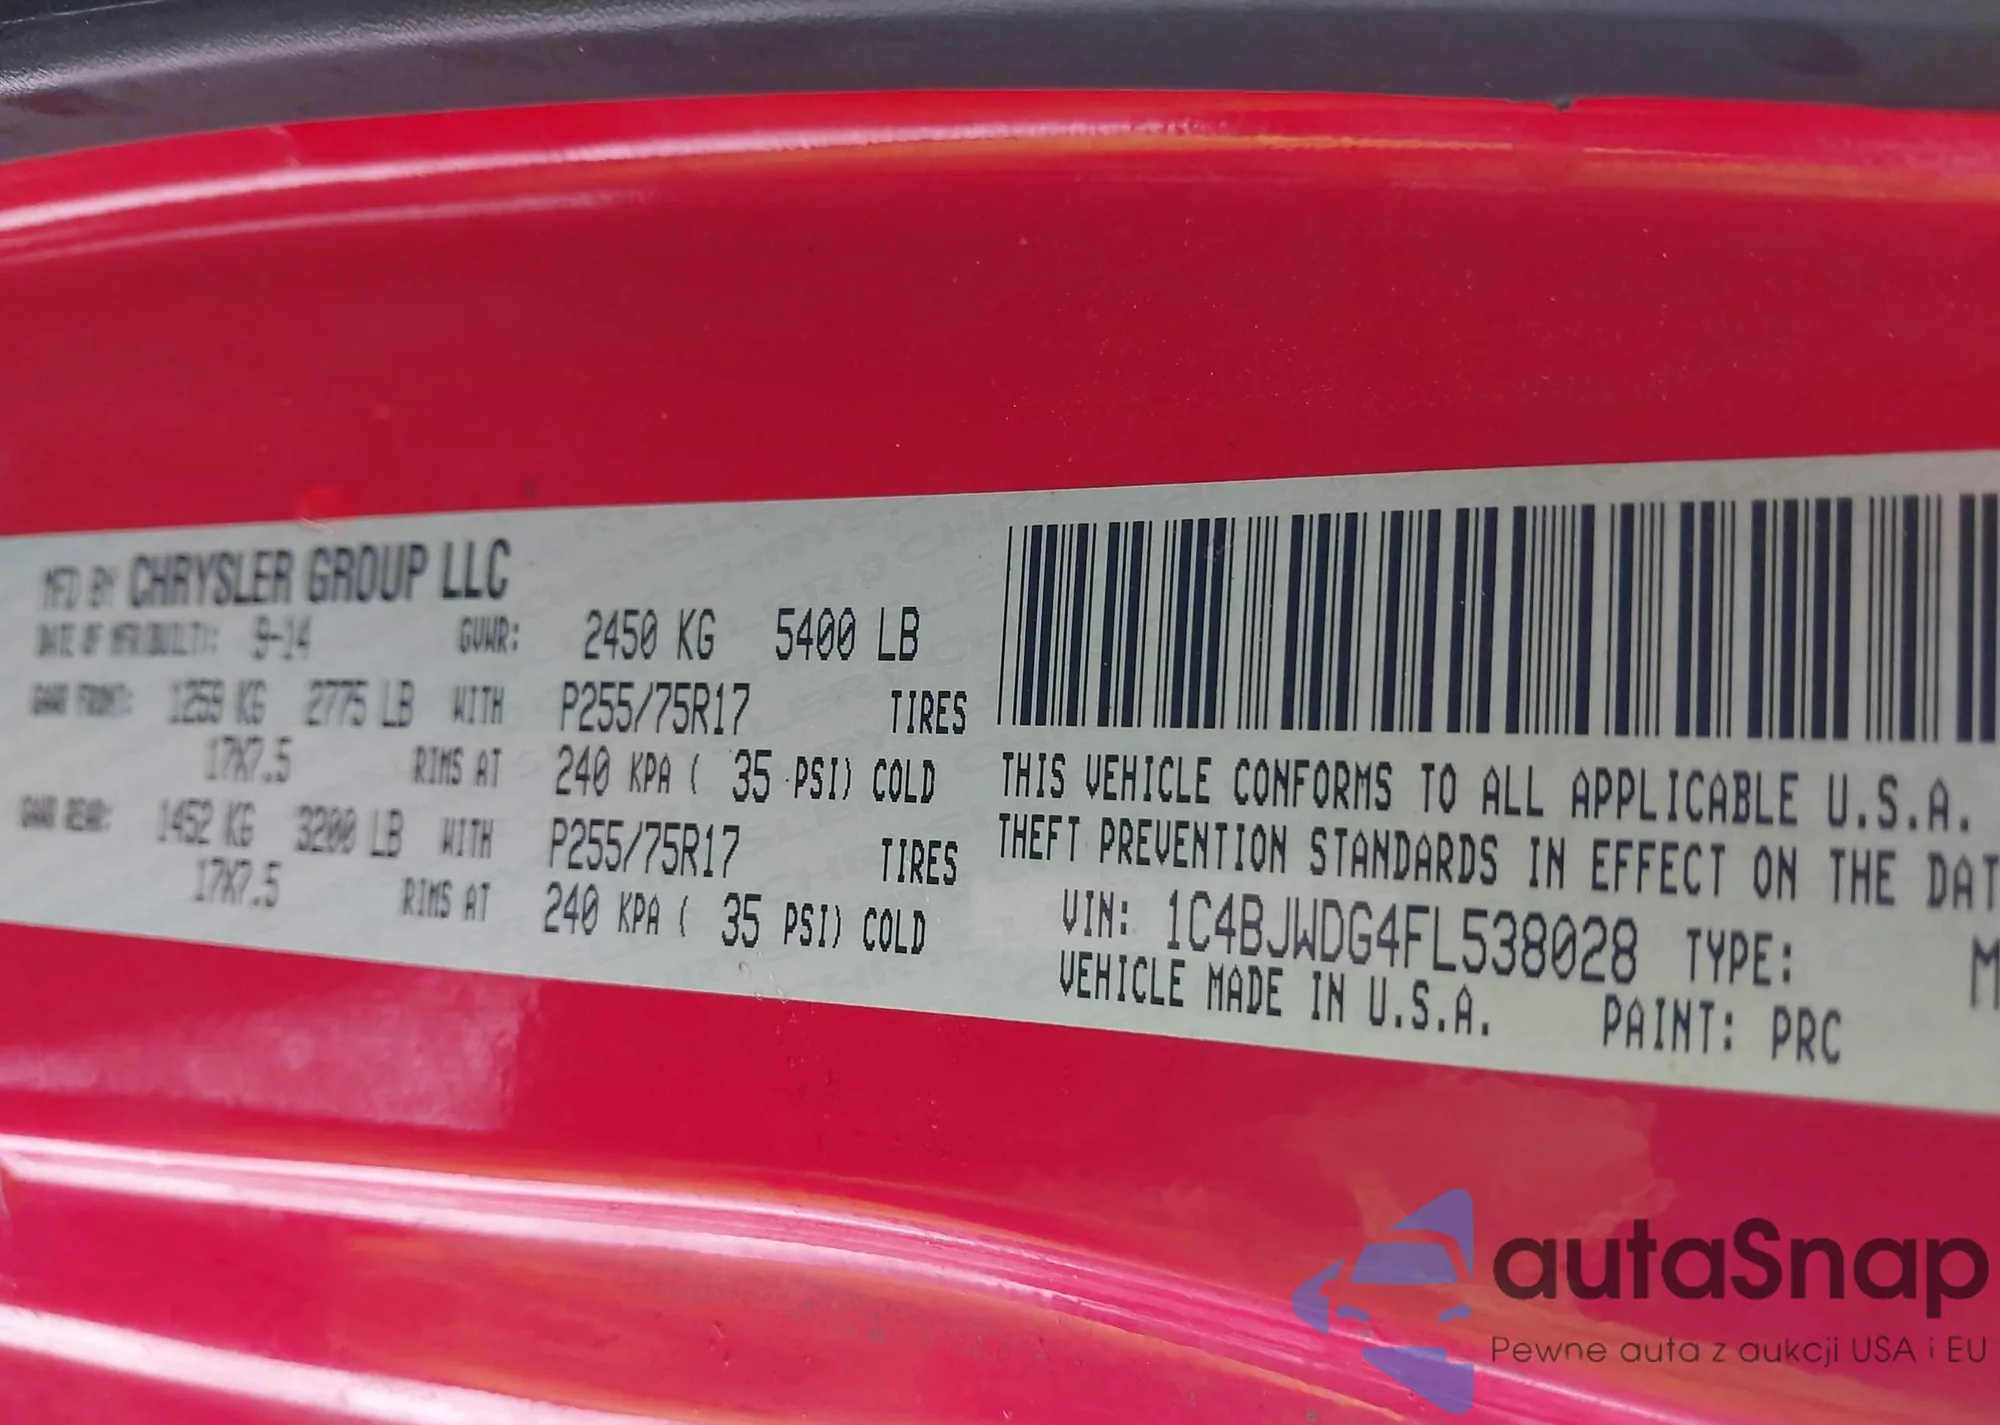 MFD BY CHRYSLER GROUP LLC
DATE OF MFR(BUILT): 9-14 GVWR: 2450 KG 5400 LB
GAWR FRONT: 1259 KG 2775 LB WITH P255/75R17 TIRES
17X7.5 RIMS AT 240 KPA ( 35 PSI) COLD
GAWR REAR: 1452 KG 3200 LB WITH P255/75R17 TIRES
17X7.5 RIMS AT 240 KPA ( 35 PSI) COLD
THIS VEHICLE CONFORMS TO ALL APPLICABLE U.S.A.
THEFT PREVENTION STANDARDS IN EFFECT ON THE DAT
VIN: 1C4BJWDG4FL538028 TYPE: M
VEHICLE MADE IN U.S.A. PAINT: PRC
autaSnap
Pewne auta z aukcji USA i EU